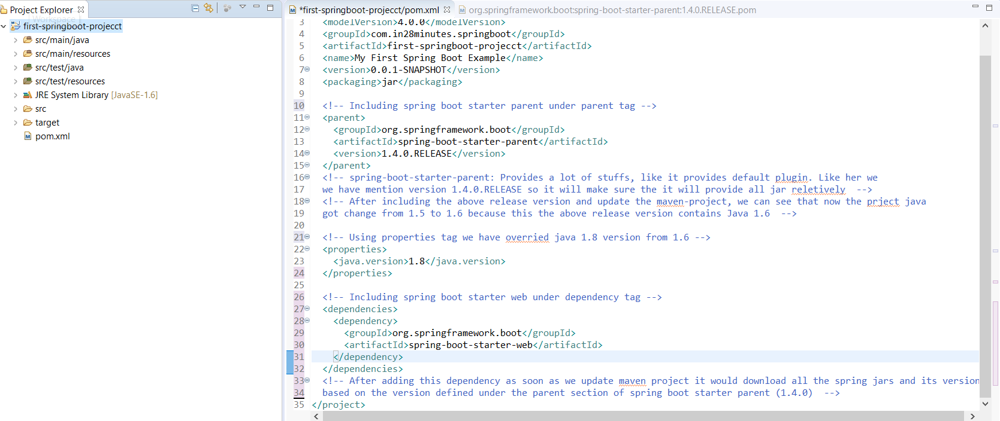 Project Explorer
Workspace
first-springboot-projecct
src/main/java
src/main/resources
src/test/java
src/test/resources
JRE System Library [JavaSE-1.6]
src
target
pom.xml
*first-springboot-projecct/pom.xml
org.springframework.boot:spring-boot-starter-parent:1.4.0.RELEASE.pom
3 <modelVersion>4.0.0</modelVersion>
4 <groupId>com.in28minutes.springboot</groupId>
5 <artifactId>first-springboot-projecct</artifactId>
6 <name>My First Spring Boot Example</name>
7 <version>0.0.1-SNAPSHOT</version>
8 <packaging>jar</packaging>
9
10 <!-- Including spring boot starter parent under parent tag -->
11 <parent>
12 <groupId>org.springframework.boot</groupId>
13 <artifactId>spring-boot-starter-parent</artifactId>
14 <version>1.4.0.RELEASE</version>
15 </parent>
16 <!-- spring-boot-starter-parent: Provides a lot of stuffs, like it provides default plugin. Like her we
17 we have mention version 1.4.0.RELEASE so it will make sure the it will provide all jar reletively -->
18 <!-- After including the above release version and update the maven-project, we can see that now the prject java
19 got change from 1.5 to 1.6 because this the above release version contains Java 1.6 -->
20
21 <!-- Using properties tag we have overried java 1.8 version from 1.6 -->
22 <properties>
23 <java.version>1.8</java.version>
24 </properties>
25
26 <!-- Including spring boot starter web under dependency tag -->
27 <dependencies>
28 <dependency>
29 <groupId>org.springframework.boot</groupId>
30 <artifactId>spring-boot-starter-web</artifactId>
31 </dependency>
32 </dependencies>
33 <!-- After adding this dependency as soon as we update maven project it would download all the spring jars and its version
34 based on the version defined under the parent section of spring boot starter parent (1.4.0) -->
35 </project>